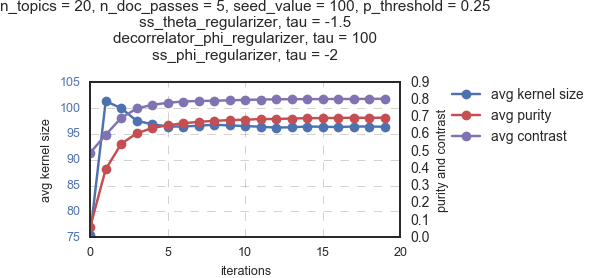 n_topics = 20, n_doc_passes = 5, seed_value = 100, p_threshold = 0.25
ss_theta_regularizer, tau = -1.5
decorrelator_phi_regularizer, tau = 100
ss_phi_regularizer, tau = -2
105
100
95
90
85
80
75
avg kernel size
0
5
10
15
20
iterations
0.9
0.8
0.7
0.6
0.5
0.4
0.3
0.2
0.1
0.0
purity and contrast
avg kernel size
avg purity
avg contrast